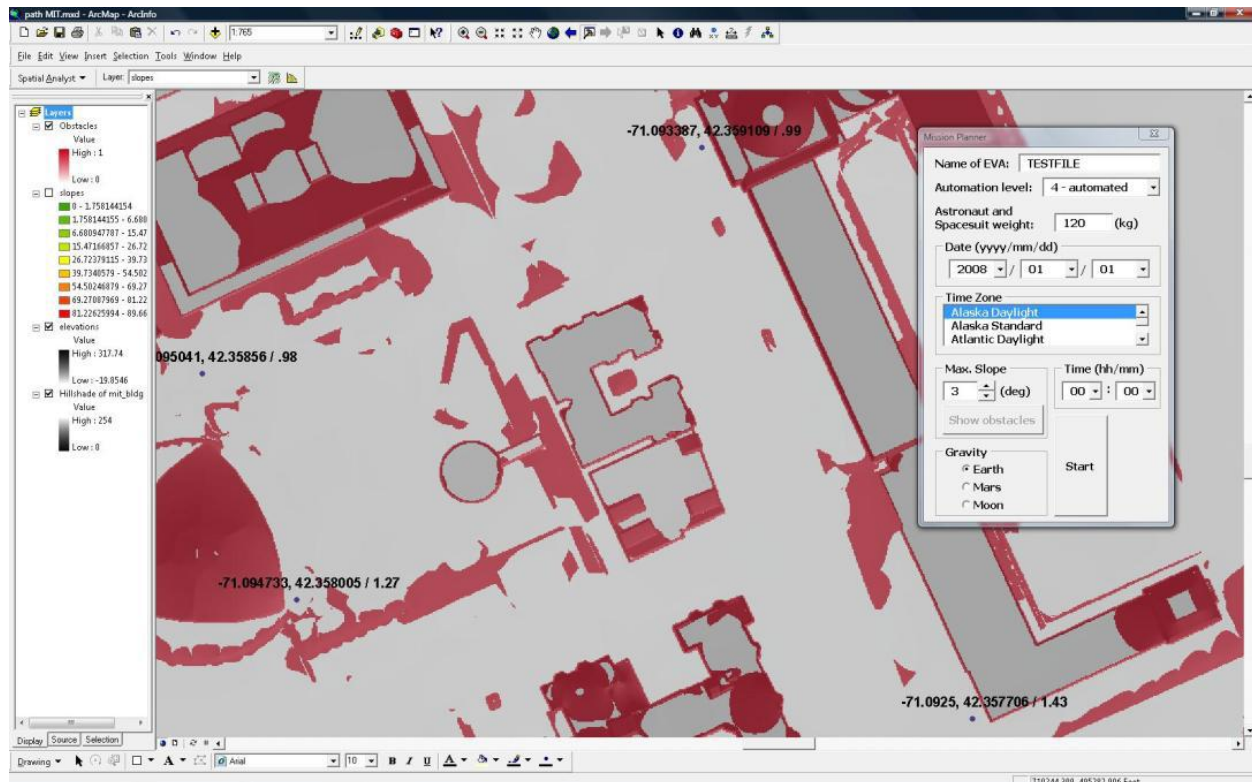 path MIT.mxd - ArcMap - ArcInfo
1:765
File Edit View Insert Selection Tools Window Help
Spatial Analyst Layer: slopes
Layers
Obstacles
Value
High : 1
Low : 0
slopes
0 - 1.758144154
1.758144155 - 6.680
6.680947787 - 15.47
15.47166857 - 26.72
26.72379115 - 39.73
39.7340579 - 54.502
54.50246879 - 69.27
69.27087969 - 81.22
81.22625994 - 89.66
elevations
Value
High : 317.74
Low : -19.8546
Hillshade of mit_bldg
Value
High : 254
Low : 0
-71.093387, 42.359109 / .99
095041, 42.35856 / .98
-71.094733, 42.358005 / 1.27
-71.0925, 42.357706 / 1.43
Mission Planner
Name of EVA: TESTFILE
Automation level: 4 - automated
Astronaut and
Spacesuit weight: 120 (kg)
Date (yyyy/mm/dd)
2008 / 01 / 01
Time Zone
Alaska Daylight
Alaska Standard
Atlantic Daylight
Max. Slope
3 (deg)
Show obstacles
Time (hh/mm)
00 : 00
Gravity
Earth
Mars
Moon
Start
Display Source Selection
Drawing A Arial 10 B I U A